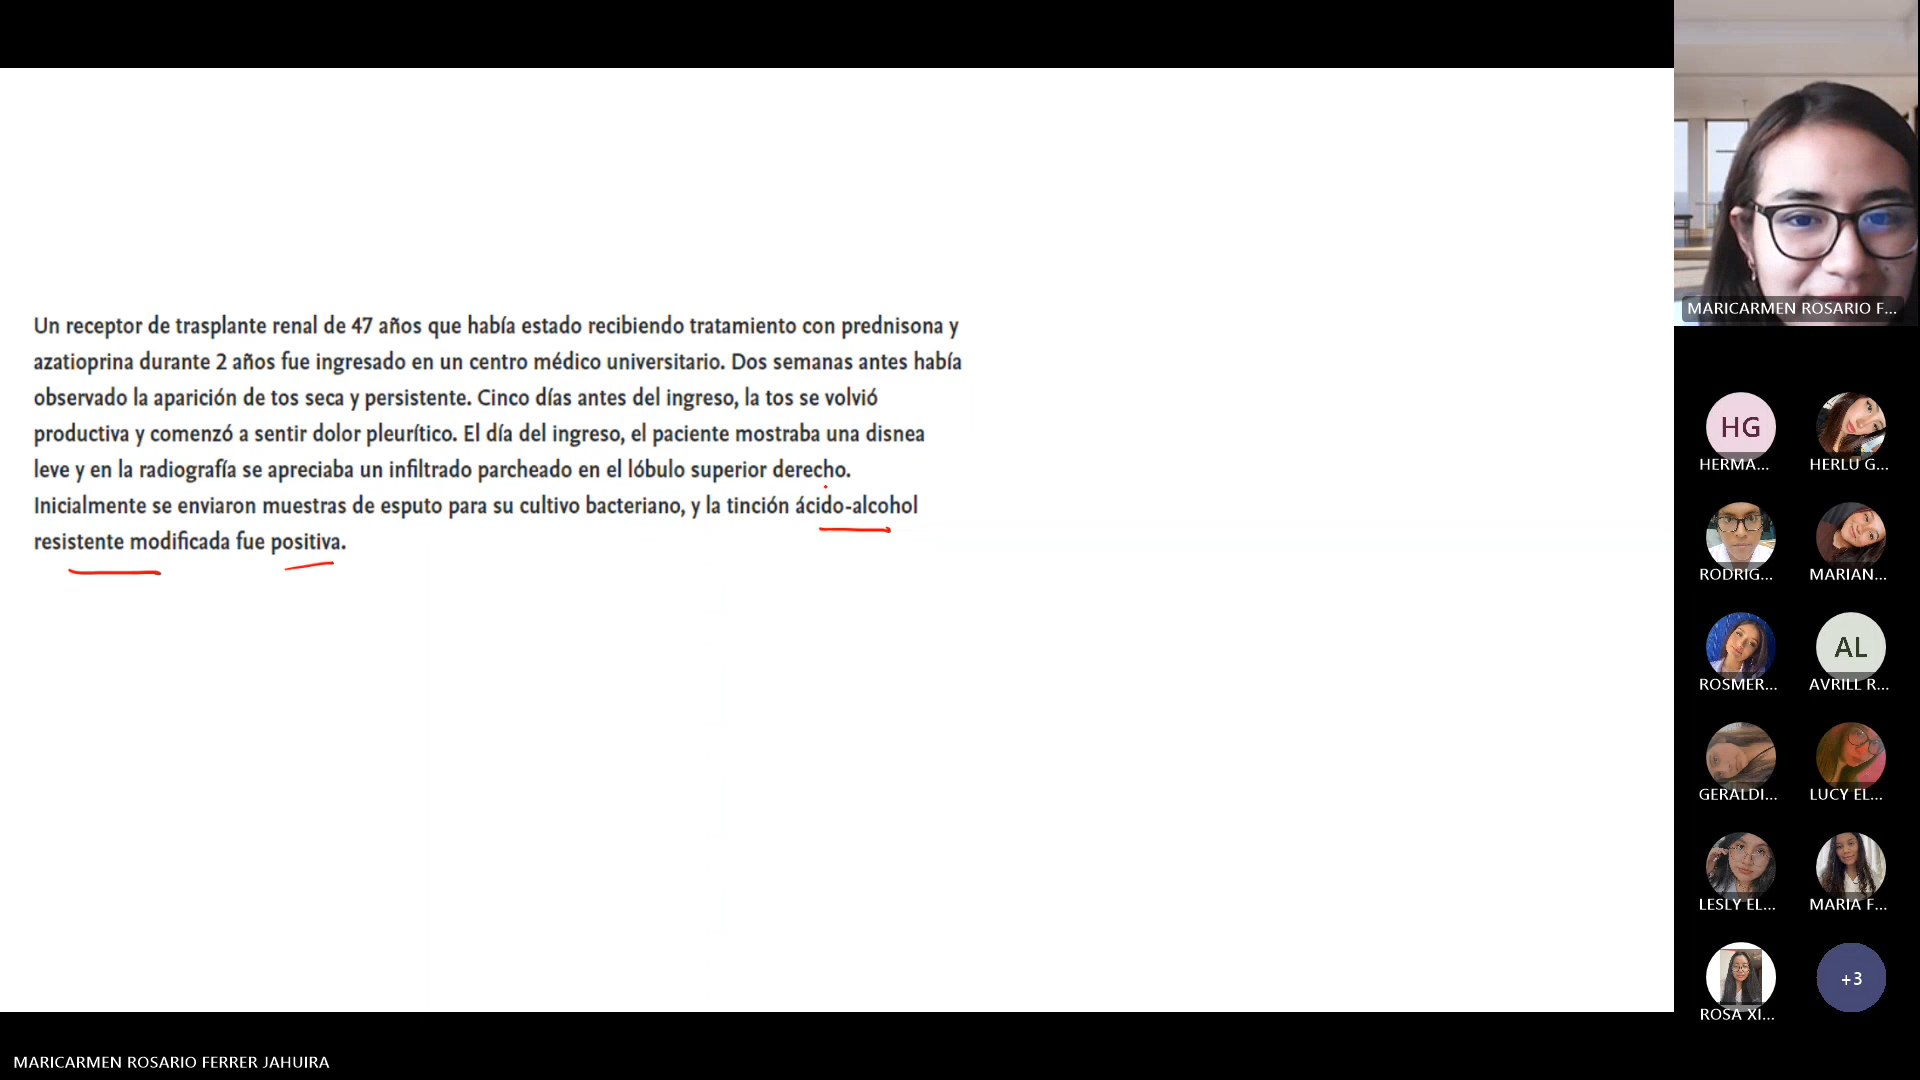 Un receptor de trasplante renal de 47 años que había estado recibiendo tratamiento con prednisona y
azatioprina durante 2 años fue ingresado en un centro médico universitario. Dos semanas antes había
observado la aparición de tos seca y persistente. Cinco días antes del ingreso, la tos se volvió
productiva y comenzó a sentir dolor pleurítico. El día del ingreso, el paciente mostraba una disnea
leve y en la radiografía se apreciaba un infiltrado parcheado en el lóbulo superior derecho.
Inicialmente se enviaron muestras de esputo para su cultivo bacteriano, y la tinción ácido-alcohol
resistente modificada fue positiva.
MARICARMEN ROSARIO F...
HG
HERMA...
HERLU G...
RODRIG...
MARIAN...
ROSMER...
AL
AVRILL R...
GERALDI...
LUCY EL...
LESLY EL...
MARIA F...
ROSA XI...
+3
MARICARMEN ROSARIO FERRER JAHUIRA